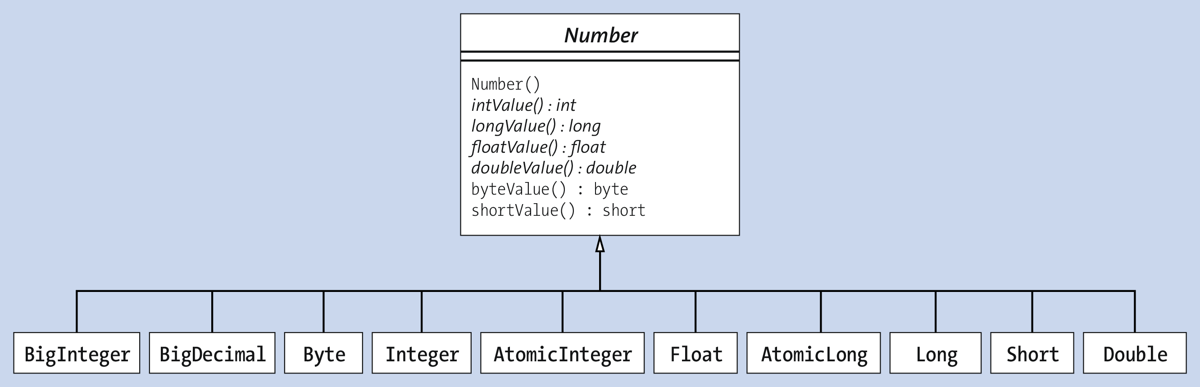 Number
Number()
intValue() : int
longValue() : long
floatValue() : float
doubleValue() : double
byteValue() : byte
shortValue() : short
BigInteger BigDecimal Byte Integer AtomicInteger Float AtomicLong Long Short Double